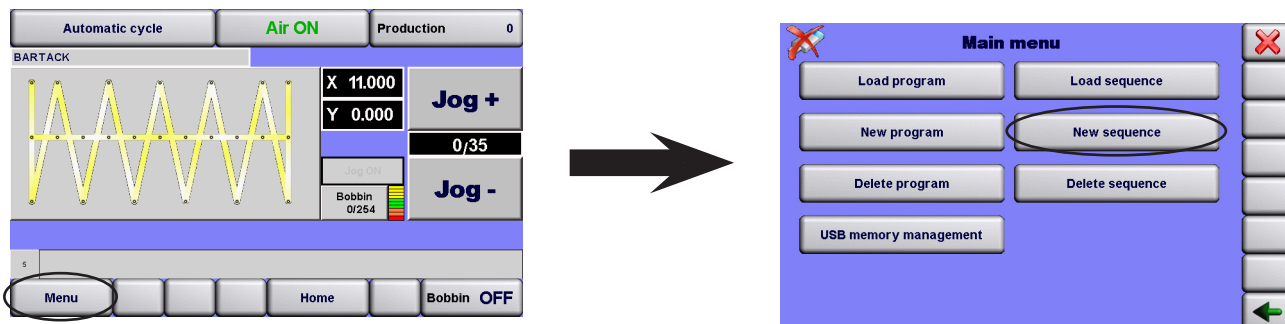 Automatic cycle
Air ON
Production 0
BARTACK
X 11.000
Y 0.000
Jog +
0/35
Jog ON
Bobbin
0/254
Jog -
s
Menu
Home
Bobbin OFF
Main menu
Load program
Load sequence
New program
New sequence
Delete program
Delete sequence
USB memory management